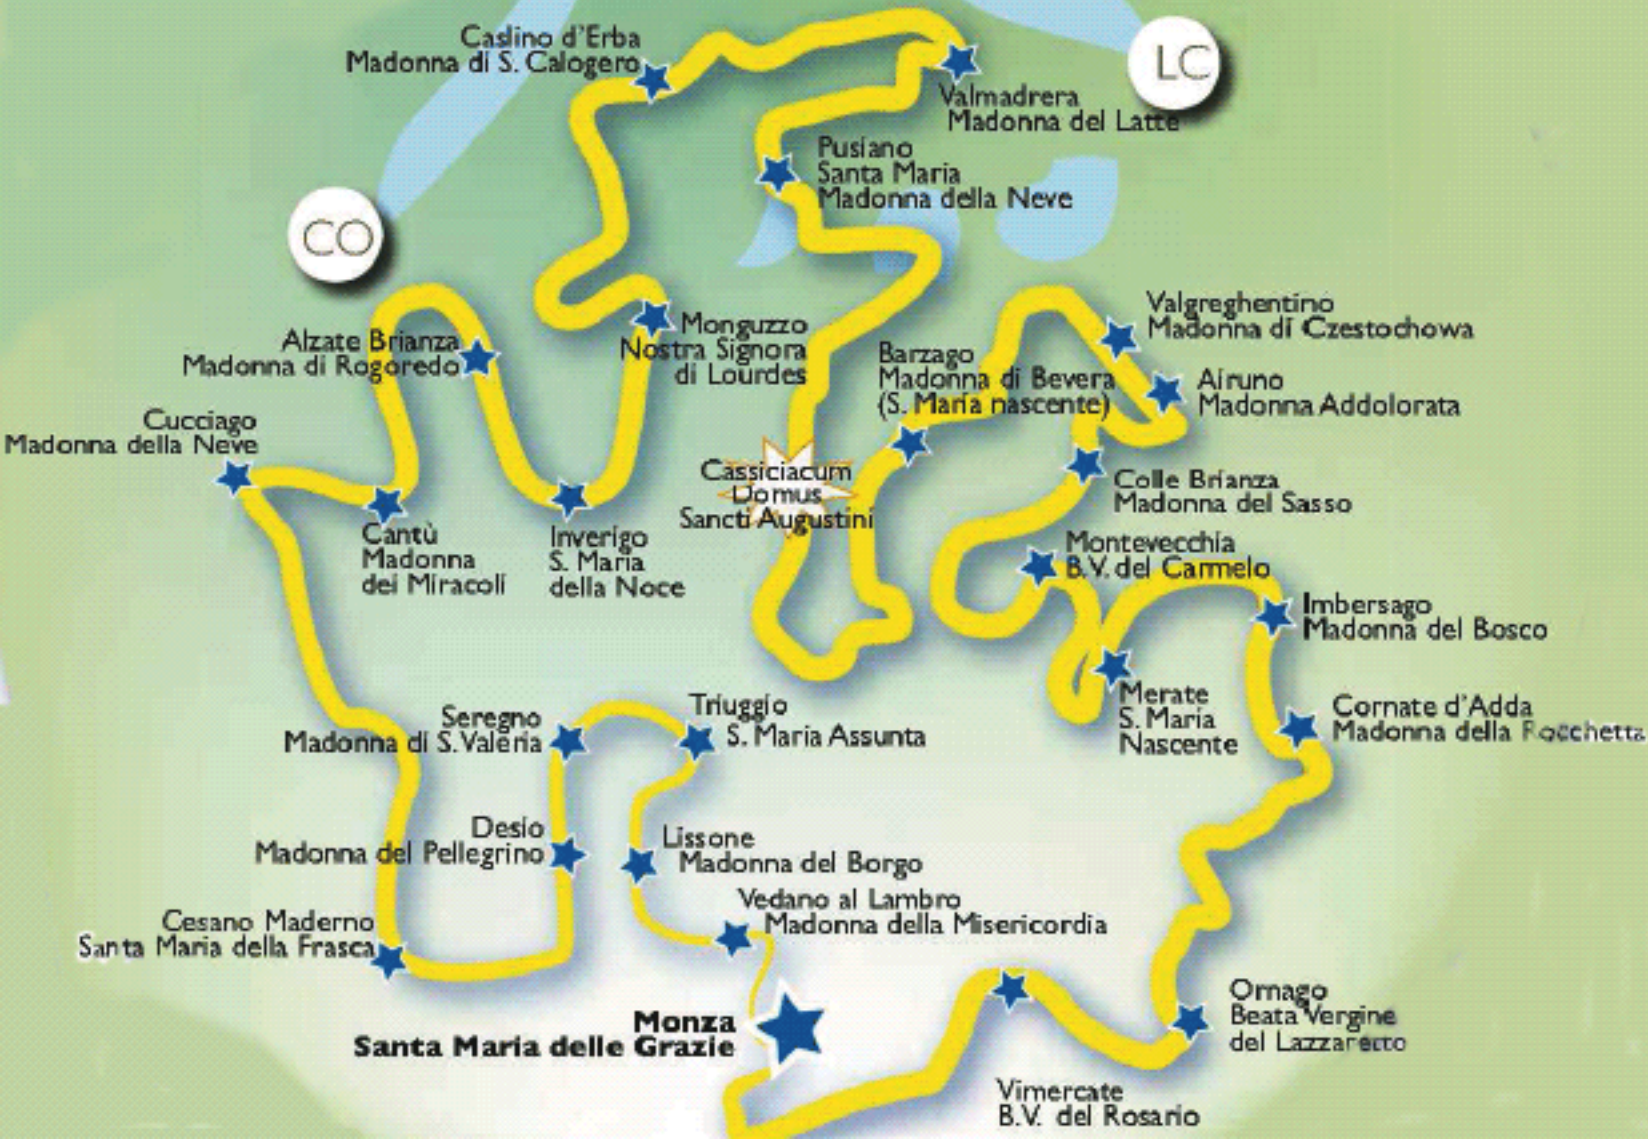 Caslino d'Erba
Madonna di S. Calogero
LC
Valmadrera
Madonna del Latte
Pusiano
Santa Maria
Madonna della Neve
CO
Valgreghentino
Madonna di Czestochowa
Monguzzo
Nostra Signora
di Lourdes
Alzate Brianza
Madonna di Rogoredo
Barzago
Madonna di Bevera
(S. Maria nascente)
Airuno
Madonna Addolorata
Cucciago
Madonna della Neve
Cassiciacum
Domus
Sancti Augustini
Colle Brianza
Madonna del Sasso
Cantù
Madonna
dei Miracoli
Inverigo
S. Maria
della Noce
Montevecchia
B.V. del Carmelo
Imbersago
Madonna del Bosco
Merate
S. Maria
Nascente
Cornate d'Adda
Madonna della Rocchetta
Seregno
Madonna di S. Valeria
Triuggio
S. Maria Assunta
Desio
Madonna del Pellegrino
Lissone
Madonna del Borgo
Vedano al Lambro
Madonna della Misericordia
Cesano Maderno
Santa Maria della Frasca
Monza
Santa Maria delle Grazie
Ornago
Beata Vergine
del Lazzaretto
Vimercate
B.V. del Rosario